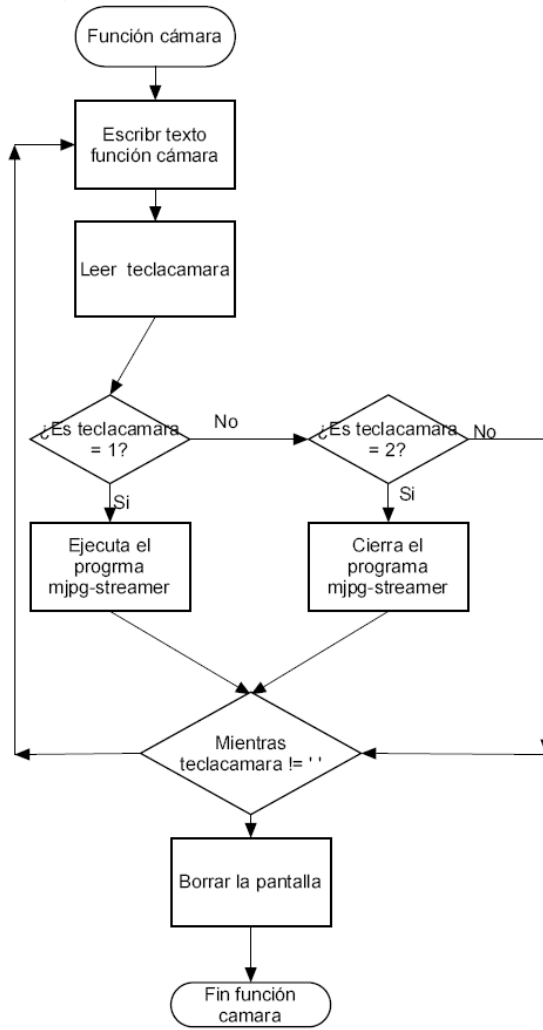 Función cámara
Escribr texto
función cámara
Leer teclacamara
¿Es teclacamara
= 1?
No
¿Es teclacamara
= 2?
No
Si
Si
Ejecuta el
progrma
mjpg-streamer
Cierra el
programa
mjpg-streamer
Mientras
teclacamara != ' '
Borrar la pantalla
Fin función
camara